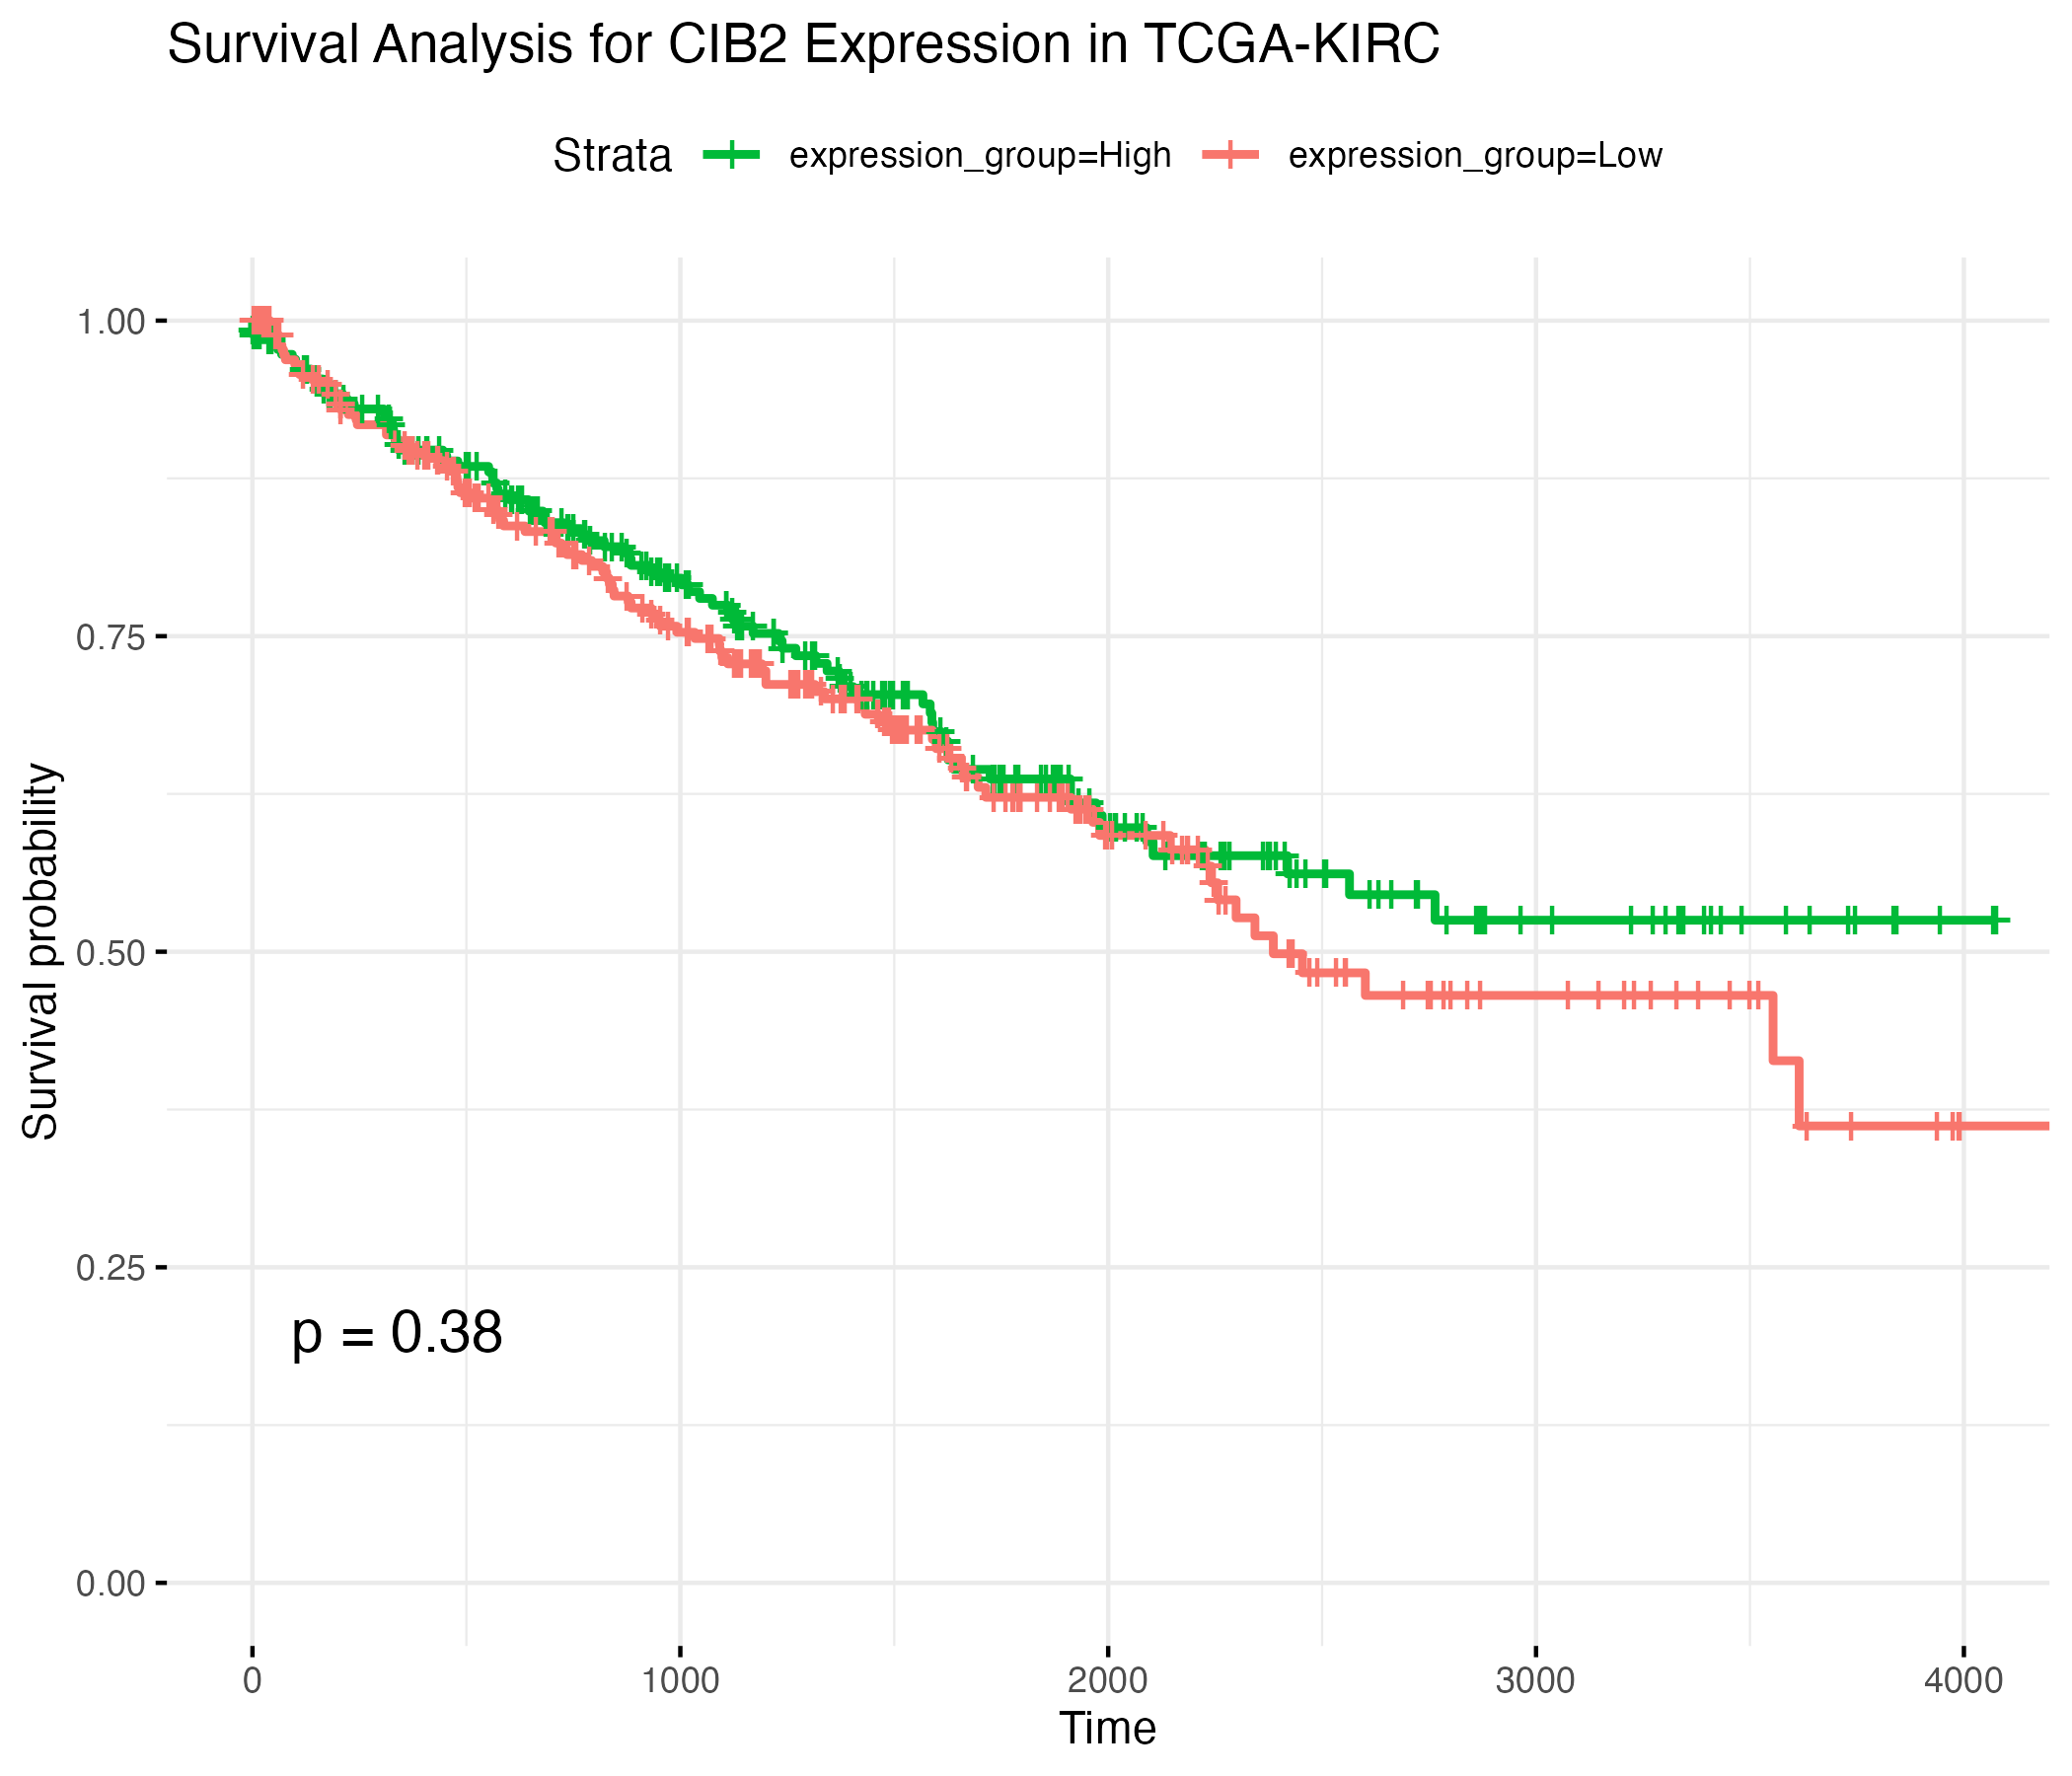 Survival Analysis for CIB2 Expression in TCGA-KIRC
Strata expression_group=High expression_group=Low
1.00
0.75
0.50
0.25
0.00
Survival probability
p = 0.38
0 1000 2000 3000 4000
Time